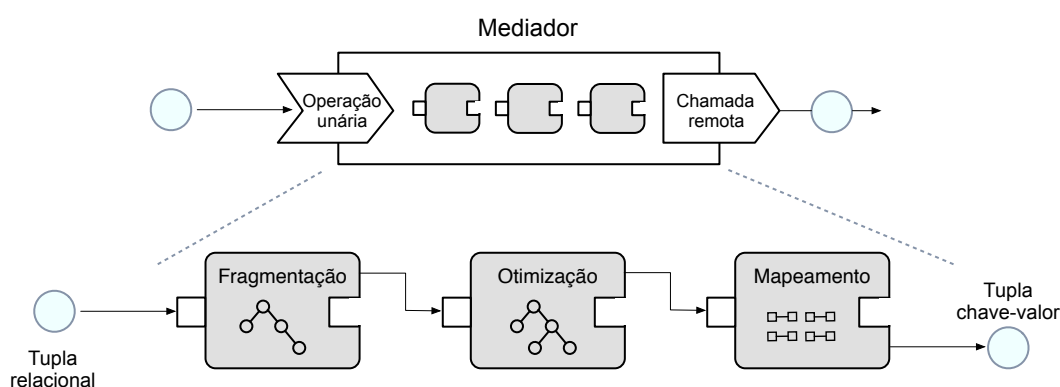 Mediador
Operação
unária
Chamada
remota
Fragmentação
Otimização
Mapeamento
Tupla
relacional
Tupla
chave-valor